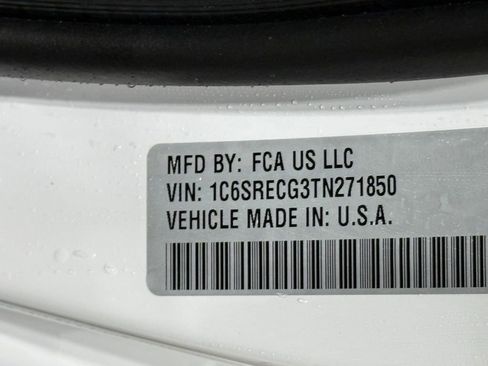 MFD BY: FCA US LLC
VIN: 1C6SRECG3TN271850
VEHICLE MADE IN: U.S.A.